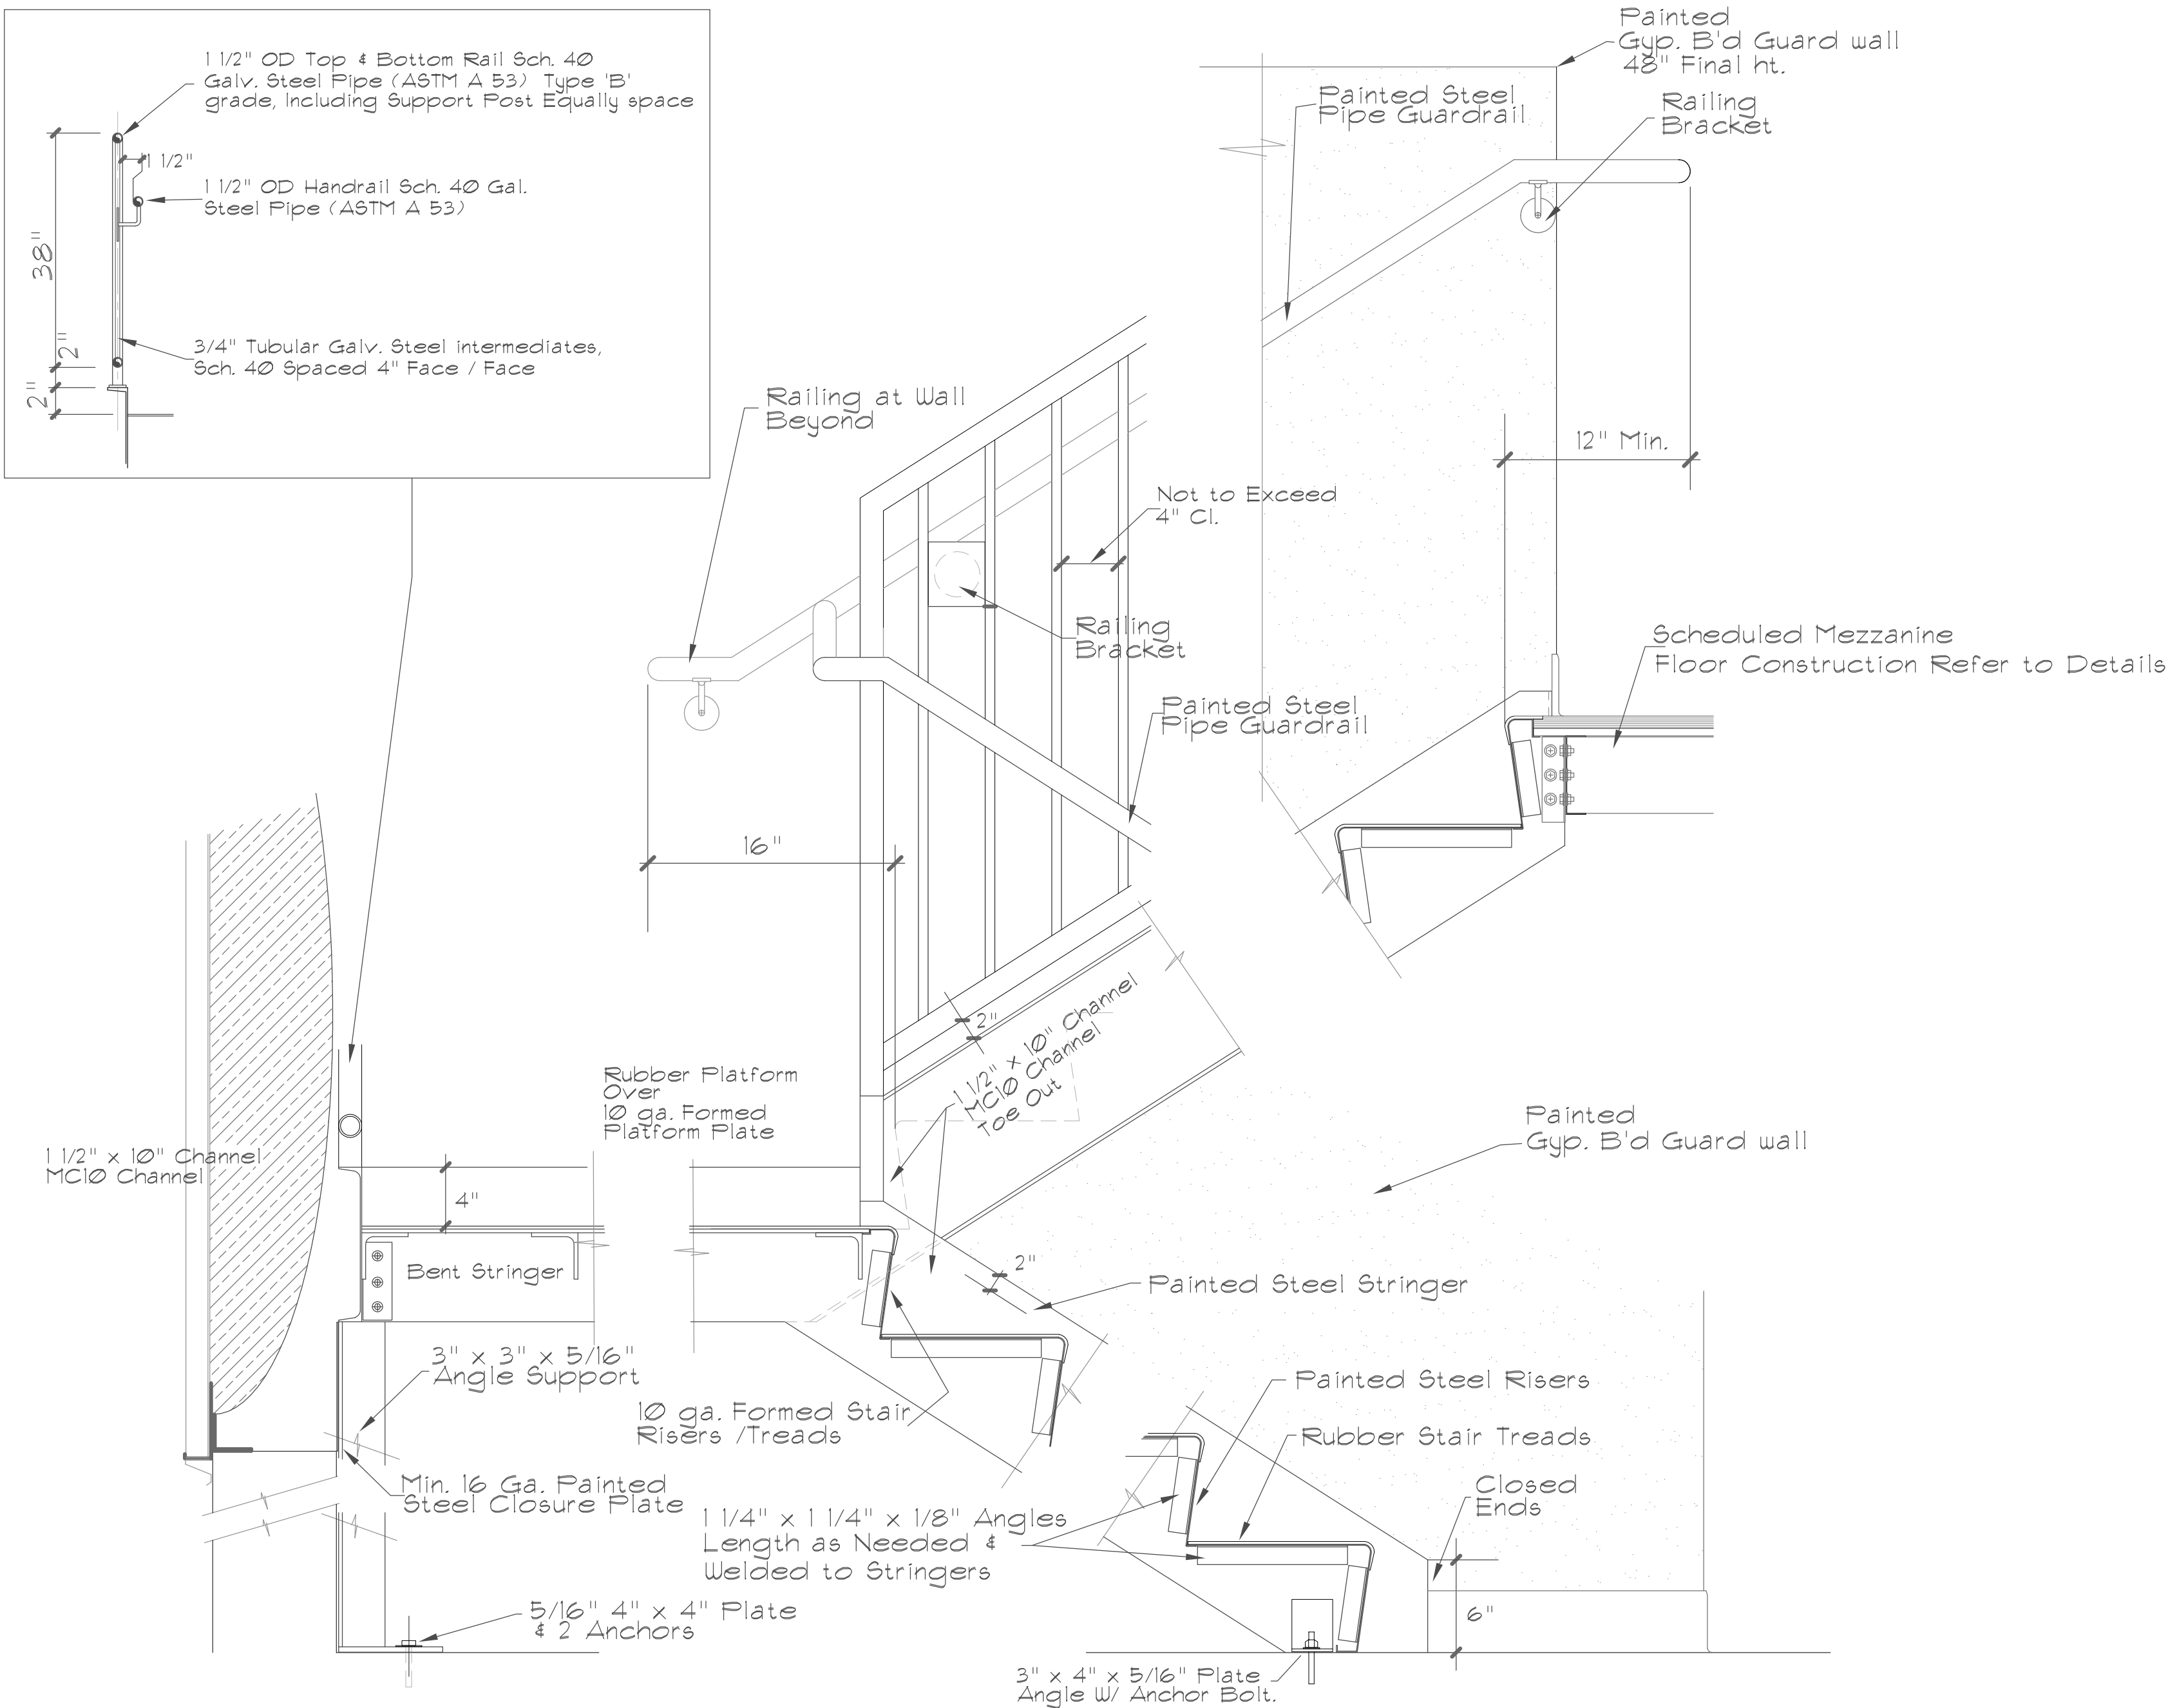 1 1/2" OD Top & Bottom Rail Sch. 40
Galv. Steel Pipe (ASTM A 53) Type 'B'
grade, Including Support Post Equally space
1 1/2"
1 1/2" OD Handrail Sch. 40 Gal.
Steel Pipe (ASTM A 53)
38"
2"
2"
3/4" Tubular Galv. Steel intermediates,
Sch. 40 Spaced 4" Face / Face
Painted
Gyp. B'd Guard wall
48" Final ht.
Painted Steel
Pipe Guardrail
Railing
Bracket
Railing at Wall
Beyond
12" Min.
Not to Exceed
4" Cl.
Railing
Bracket
Scheduled Mezzanine
Floor Construction Refer to Details
Painted Steel
Pipe Guardrail
16"
2"
1 1/2" x 10" Channel
MC10 Channel
Toe Out
Rubber Platform
Over
10 ga. Formed
Platform Plate
Painted
Gyp. B'd Guard wall
1 1/2" x 10" Channel
MC10 Channel
4"
Bent Stringer
2"
Painted Steel Stringer
3" x 3" x 5/16"
Angle Support
10 ga. Formed Stair
Risers /Treads
Painted Steel Risers
Rubber Stair Treads
Closed
Ends
Min. 16 Ga. Painted
Steel Closure Plate
1 1/4" x 1 1/4" x 1/8" Angles
Length as Needed &
Welded to Stringers
5/16" 4" x 4" Plate
& 2 Anchors
6"
3" x 4" x 5/16" Plate
Angle W/ Anchor Bolt.